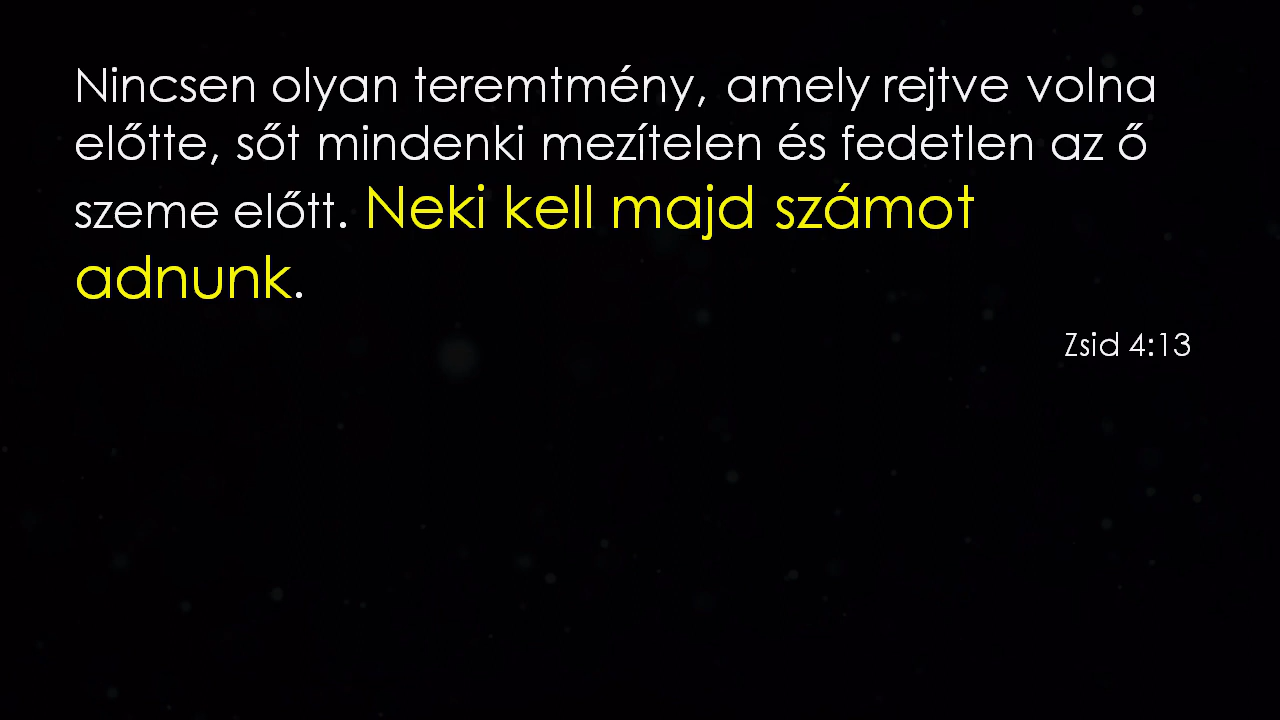 Nincsen olyan teremtmény, amely rejtve volna
előtte, sőt mindenki mezítelen és fedetlen az ő
szeme előtt. Neki kell majd számot
adnunk.
Zsid 4:13